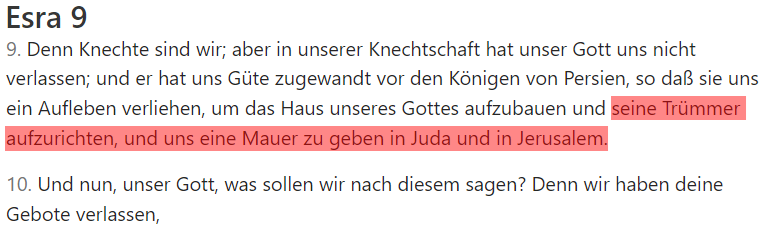 Esra 9
9. Denn Knechte sind wir; aber in unserer Knechtschaft hat unser Gott uns nicht
verlassen; und er hat uns Güte zugewandt vor den Königen von Persien, so daß sie uns
ein Aufleben verliehen, um das Haus unseres Gottes aufzubauen und seine Trümmer
aufzurichten, und uns eine Mauer zu geben in Juda und in Jerusalem.
10. Und nun, unser Gott, was sollen wir nach diesem sagen? Denn wir haben deine
Gebote verlassen,